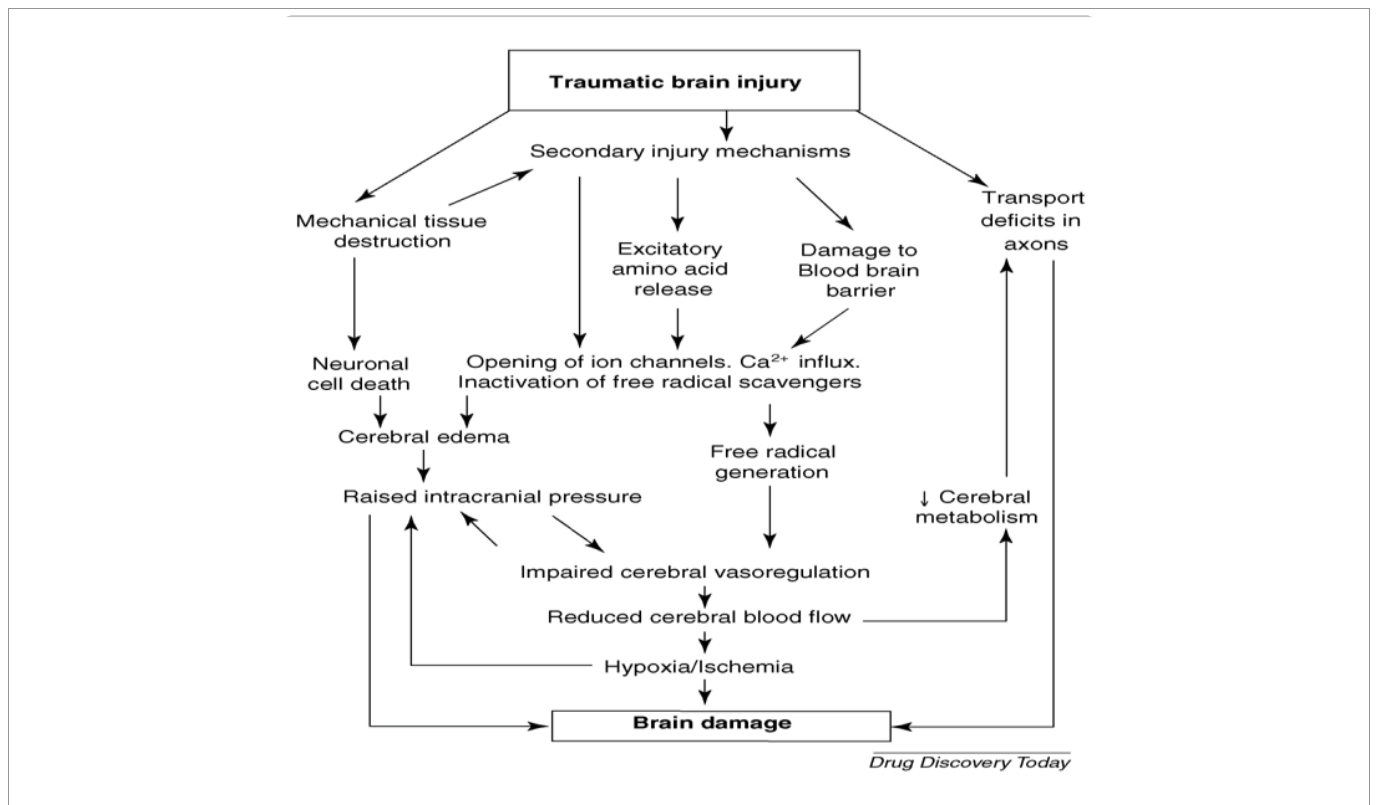 Traumatic brain injury
Secondary injury mechanisms
Mechanical tissue
destruction
Excitatory
amino acid
release
Damage to
Blood brain
barrier
Transport
deficits in
axons
Neuronal
cell death
Opening of ion channels. Ca²⁺ influx.
Inactivation of free radical scavengers
Cerebral edema
Free radical
generation
Raised intracranial pressure
↓ Cerebral
metabolism
Impaired cerebral vasoregulation
Reduced cerebral blood flow
Hypoxia/Ischemia
Brain damage
Drug Discovery Today